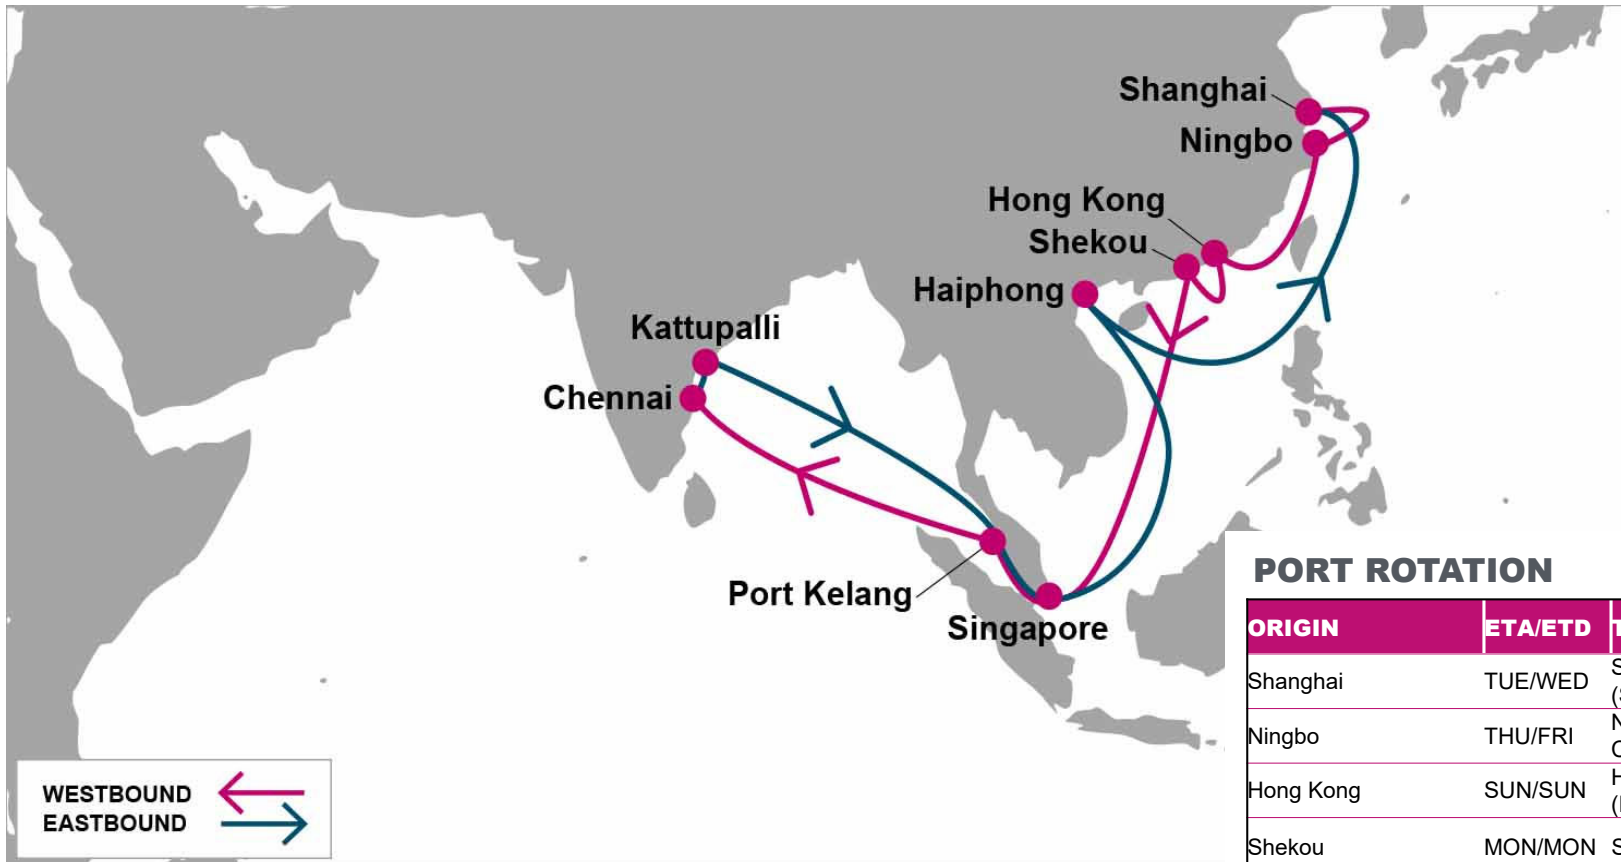 Shanghai
Ningbo
Hong Kong
Shekou
Haiphong
Kattupalli
Chennai
Port Kelang
Singapore
WESTBOUND
EASTBOUND
PORT ROTATION
ORIGIN ETA/ETD
Shanghai TUE/WED
Ningbo THU/FRI
Hong Kong SUN/SUN
Shekou MON/MON